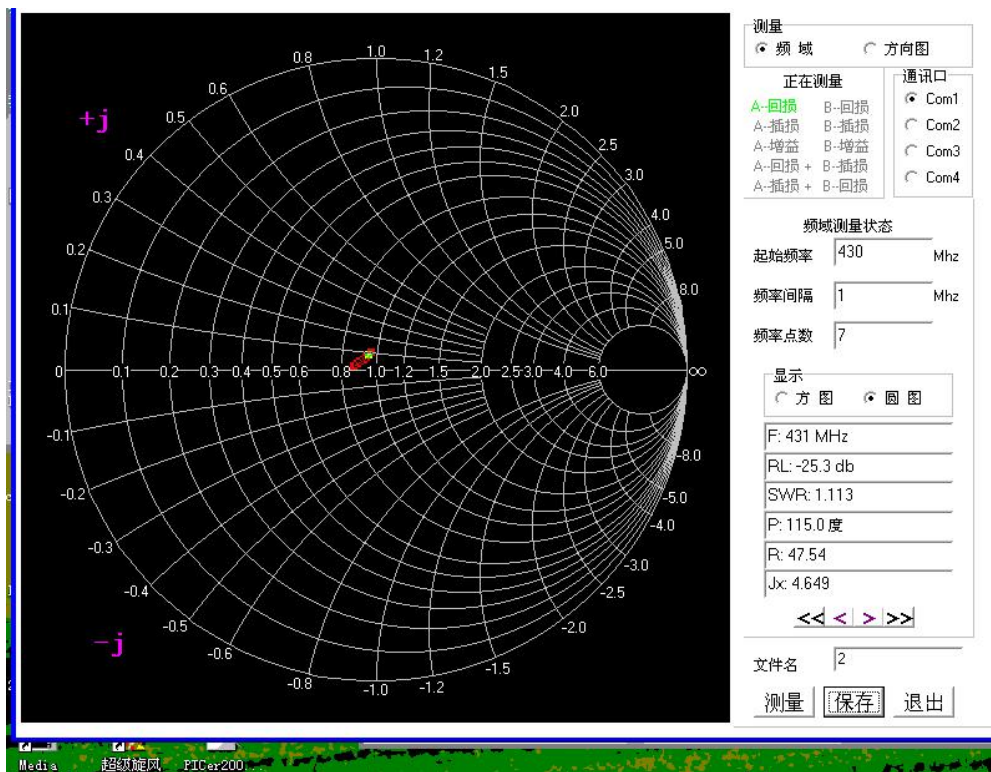 测量
频 域 方向图
正在测量
A--回损 B--回损
A--插损 B--插损
A--增益 B--增益
A--回损 + B--插损
A--插损 + B--回损
通讯口
Com1
Com2
Com3
Com4
频域测量状态
起始频率 430 Mhz
频率间隔 1 Mhz
频率点数 7
显示
方 图 圆 图
F: 431 MHz
RL: -25.3 db
SWR: 1.113
P: 115.0 度
R: 47.54
Jx: 4.649
<< < > >>
文件名 2
测量 保存 退出
+j
-j
0.1
0.2
0.3
0.4
0.5
0.6
0.8
1.0
1.2
1.5
2.0
2.5
3.0
4.0
5.0
8.0
0 0.1 0.2 0.3 0.4 0.5 0.6 0.8 1.0 1.2 1.5 2.0 2.5 3.0 4.0 6.0 ∞
-0.1
-0.2
-0.3
-0.4
-0.5
-0.6
-0.8
-1.0
-1.2
-1.5
-2.0
-2.5
-3.0
-4.0
-5.0
-8.0
Media 超级旋风 PICer200...